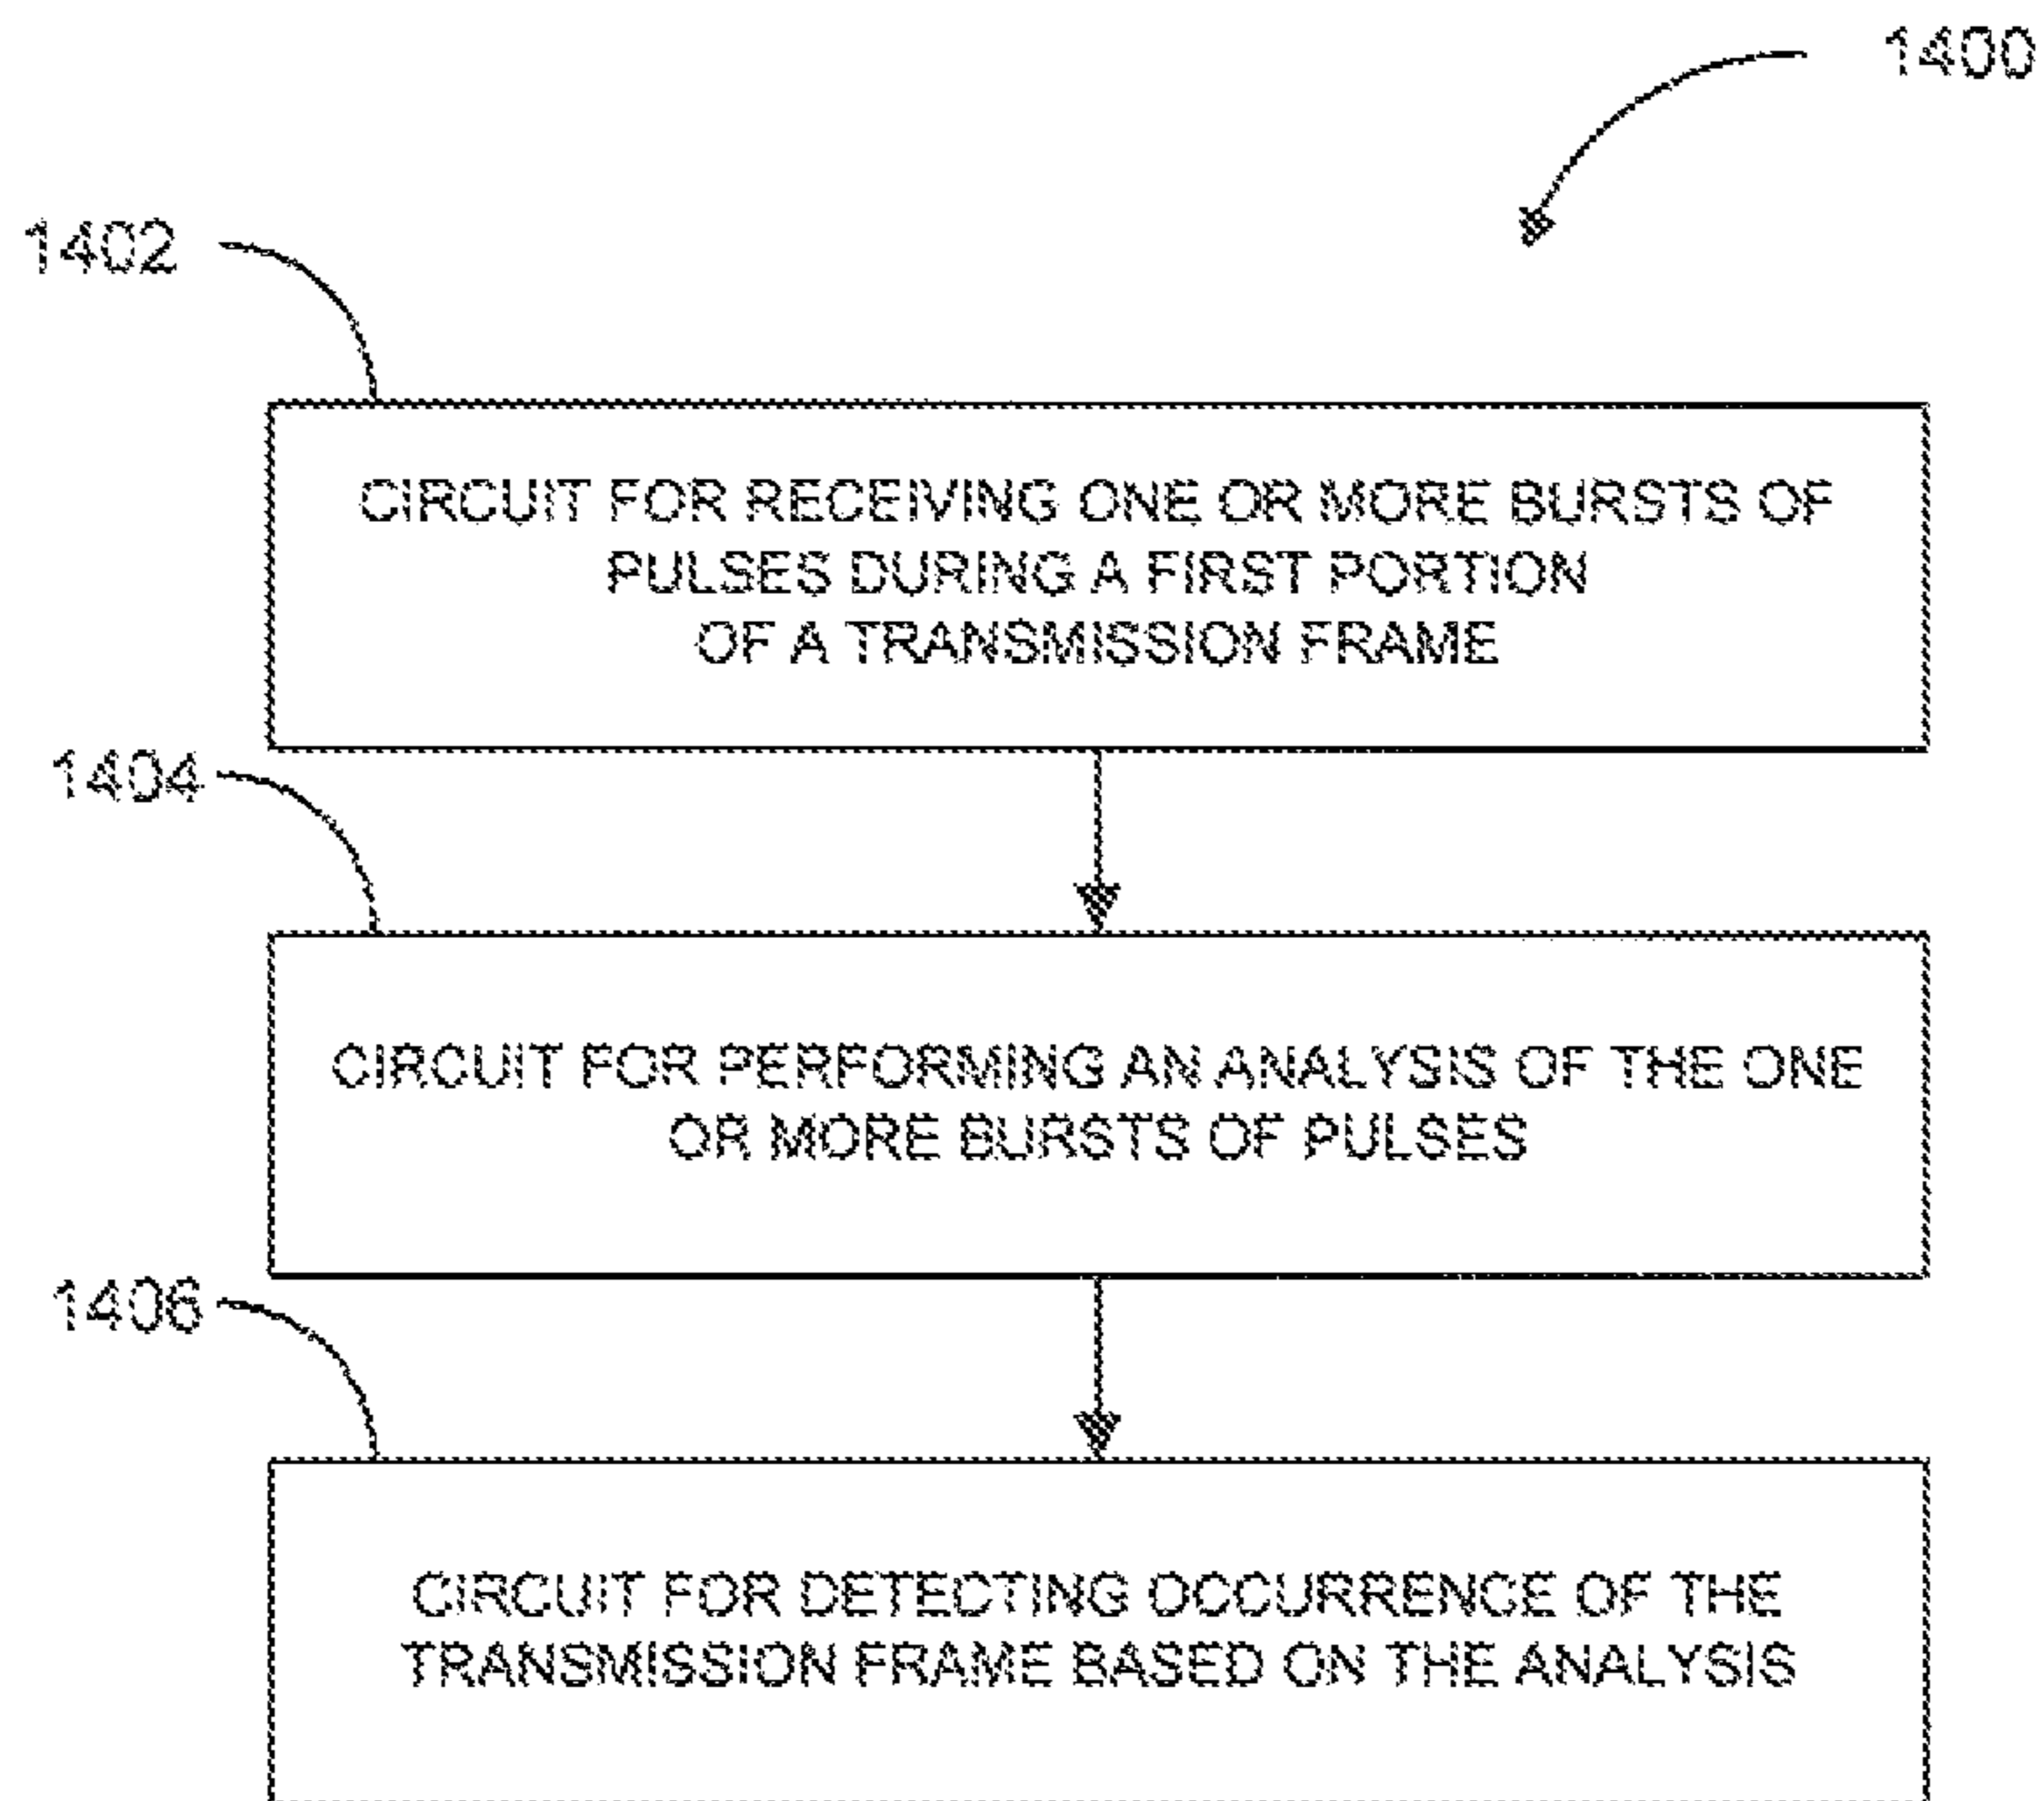 1400
1402
CIRCUIT FOR RECEIVING ONE OR MORE BURSTS OF
PULSES DURING A FIRST PORTION
OF A TRANSMISSION FRAME
1404
CIRCUIT FOR PERFORMING AN ANALYSIS OF THE ONE
OR MORE BURSTS OF PULSES
1406
CIRCUIT FOR DETECTING OCCURRENCE OF THE
TRANSMISSION FRAME BASED ON THE ANALYSIS